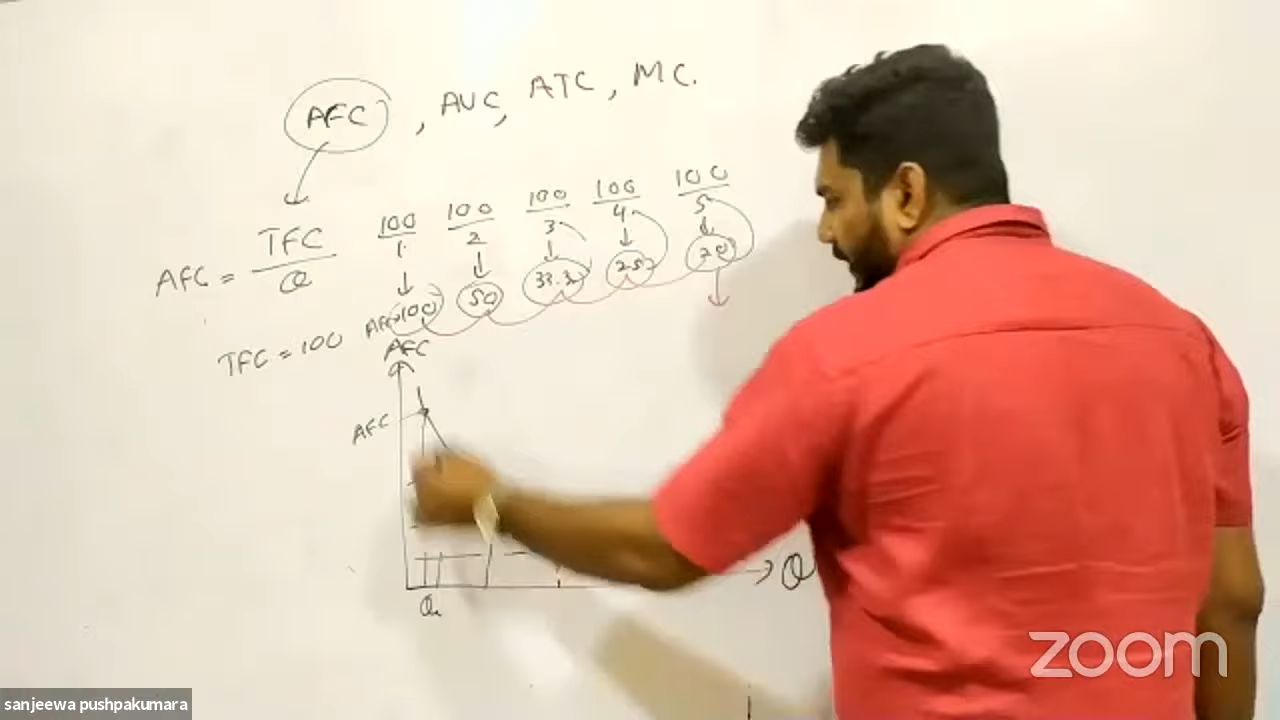 AFC , AVC, ATC , MC.
AFC = TFC / Q 100/1 100/2 100/3 100/4 100/5
TFC = 100 AFC=100 50 33.3 25 20
AFC
AFC
Q
Q₁
zoom
sanjeewa pushpakumara